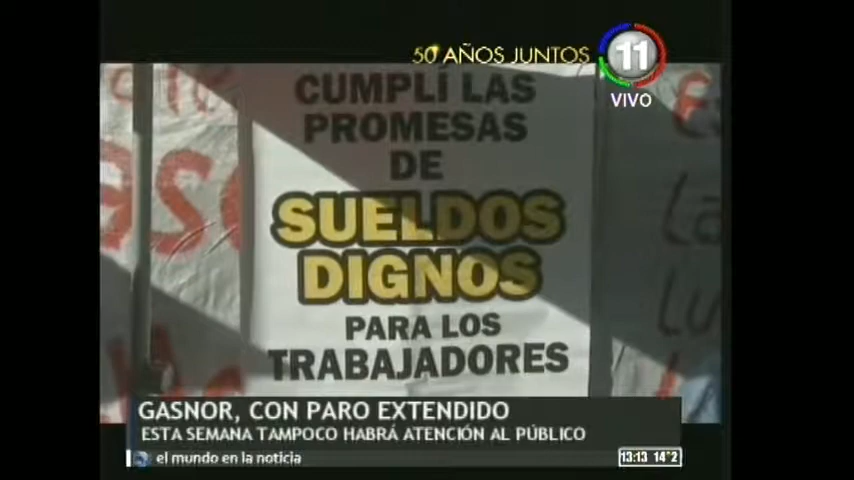 50 AÑOS JUNTOS
11
VIVO
CUMPLÍ LAS
PROMESAS
DE
SUELDOS
DIGNOS
PARA LOS
TRABAJADORES
GASNOR, CON PARO EXTENDIDO
ESTA SEMANA TAMPOCO HABRÁ ATENCIÓN AL PÚBLICO
el mundo en la noticia
13:13 14°2